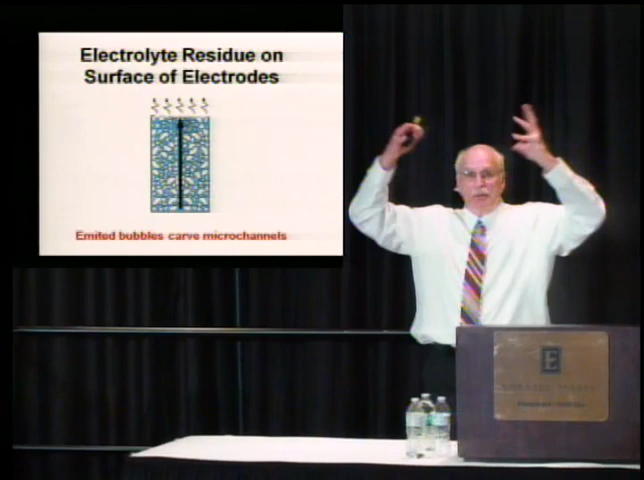 Electrolyte Residue on
Surface of Electrodes
Emited bubbles carve microchannels
E